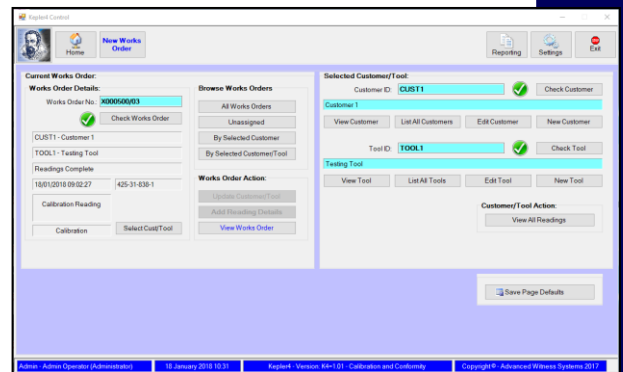 Kepler4 Control
Home
New Works Order
Reporting
Settings
Exit
Current Works Order:
Works Order Details:
Works Order No.: X000500/03
Check Works Order
CUST1 - Customer 1
TOOL1 - Testing Tool
Readings Complete
18/01/2018 09:02:27 425-31-838-1
Calibration Reading
Calibration
Select Cust/Tool
Browse Works Orders
All Works Orders
Unassigned
By Selected Customer
By Selected Customer/Tool
Works Order Action:
Update Customer/Tool
Add Reading Details
View Works Order
Selected Customer/Tool:
Customer ID: CUST1 Check Customer
Customer 1
View Customer List All Customers Edit Customer New Customer
Tool ID: TOOL1 Check Tool
Testing Tool
View Tool List All Tools Edit Tool New Tool
Customer/Tool Action:
View All Readings
Save Page Defaults
Admin - Admin Operator (Administrator) 18 January 2018 10:31 Kepler4 - Version: K4-1.01 - Calibration and Conformity Copyright © - Advanced Witness Systems 2017